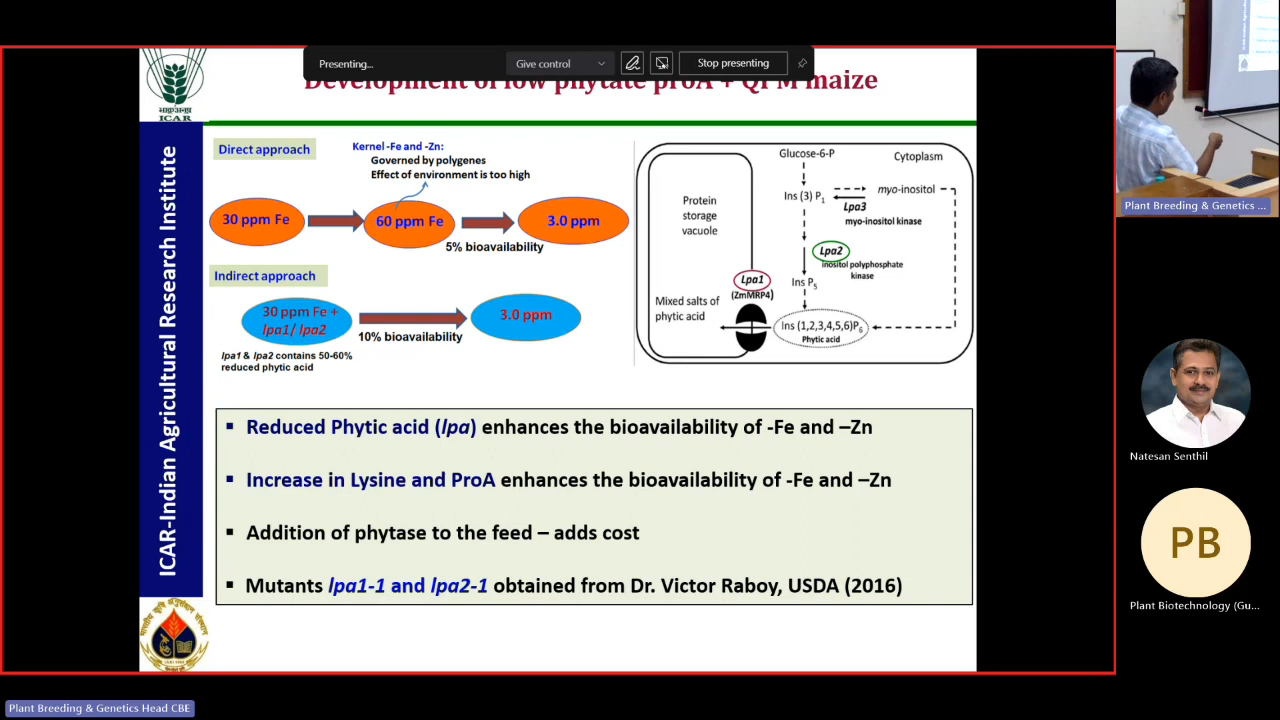 Presenting...
Give control
Stop presenting
Development of low phytate proA + QPM maize
ICAR
ICAR-Indian Agricultural Research Institute
Direct approach
Kernel -Fe and -Zn:
Governed by polygenes
Effect of environment is too high
30 ppm Fe
60 ppm Fe
3.0 ppm
5% bioavailability
Indirect approach
30 ppm Fe +
lpa1/ lpa2
3.0 ppm
10% bioavailability
lpa1 & lpa2 contains 50-60%
reduced phytic acid
Glucose-6-P
Cytoplasm
Ins (3) P1
myo-inositol
Lpa3
myo-inositol kinase
Protein
storage
vacuole
Lpa2
inositol polyphosphate
kinase
Lpa1
(ZmMRP4)
Ins P5
Mixed salts of
phytic acid
Ins (1,2,3,4,5,6)P6
Phytic acid
▪ Reduced Phytic acid (lpa) enhances the bioavailability of -Fe and –Zn
▪ Increase in Lysine and ProA enhances the bioavailability of -Fe and –Zn
▪ Addition of phytase to the feed – adds cost
▪ Mutants lpa1-1 and lpa2-1 obtained from Dr. Victor Raboy, USDA (2016)
Plant Breeding & Genetics ...
Natesan Senthil
PB
Plant Biotechnology (Gu...
Plant Breeding & Genetics Head CBE